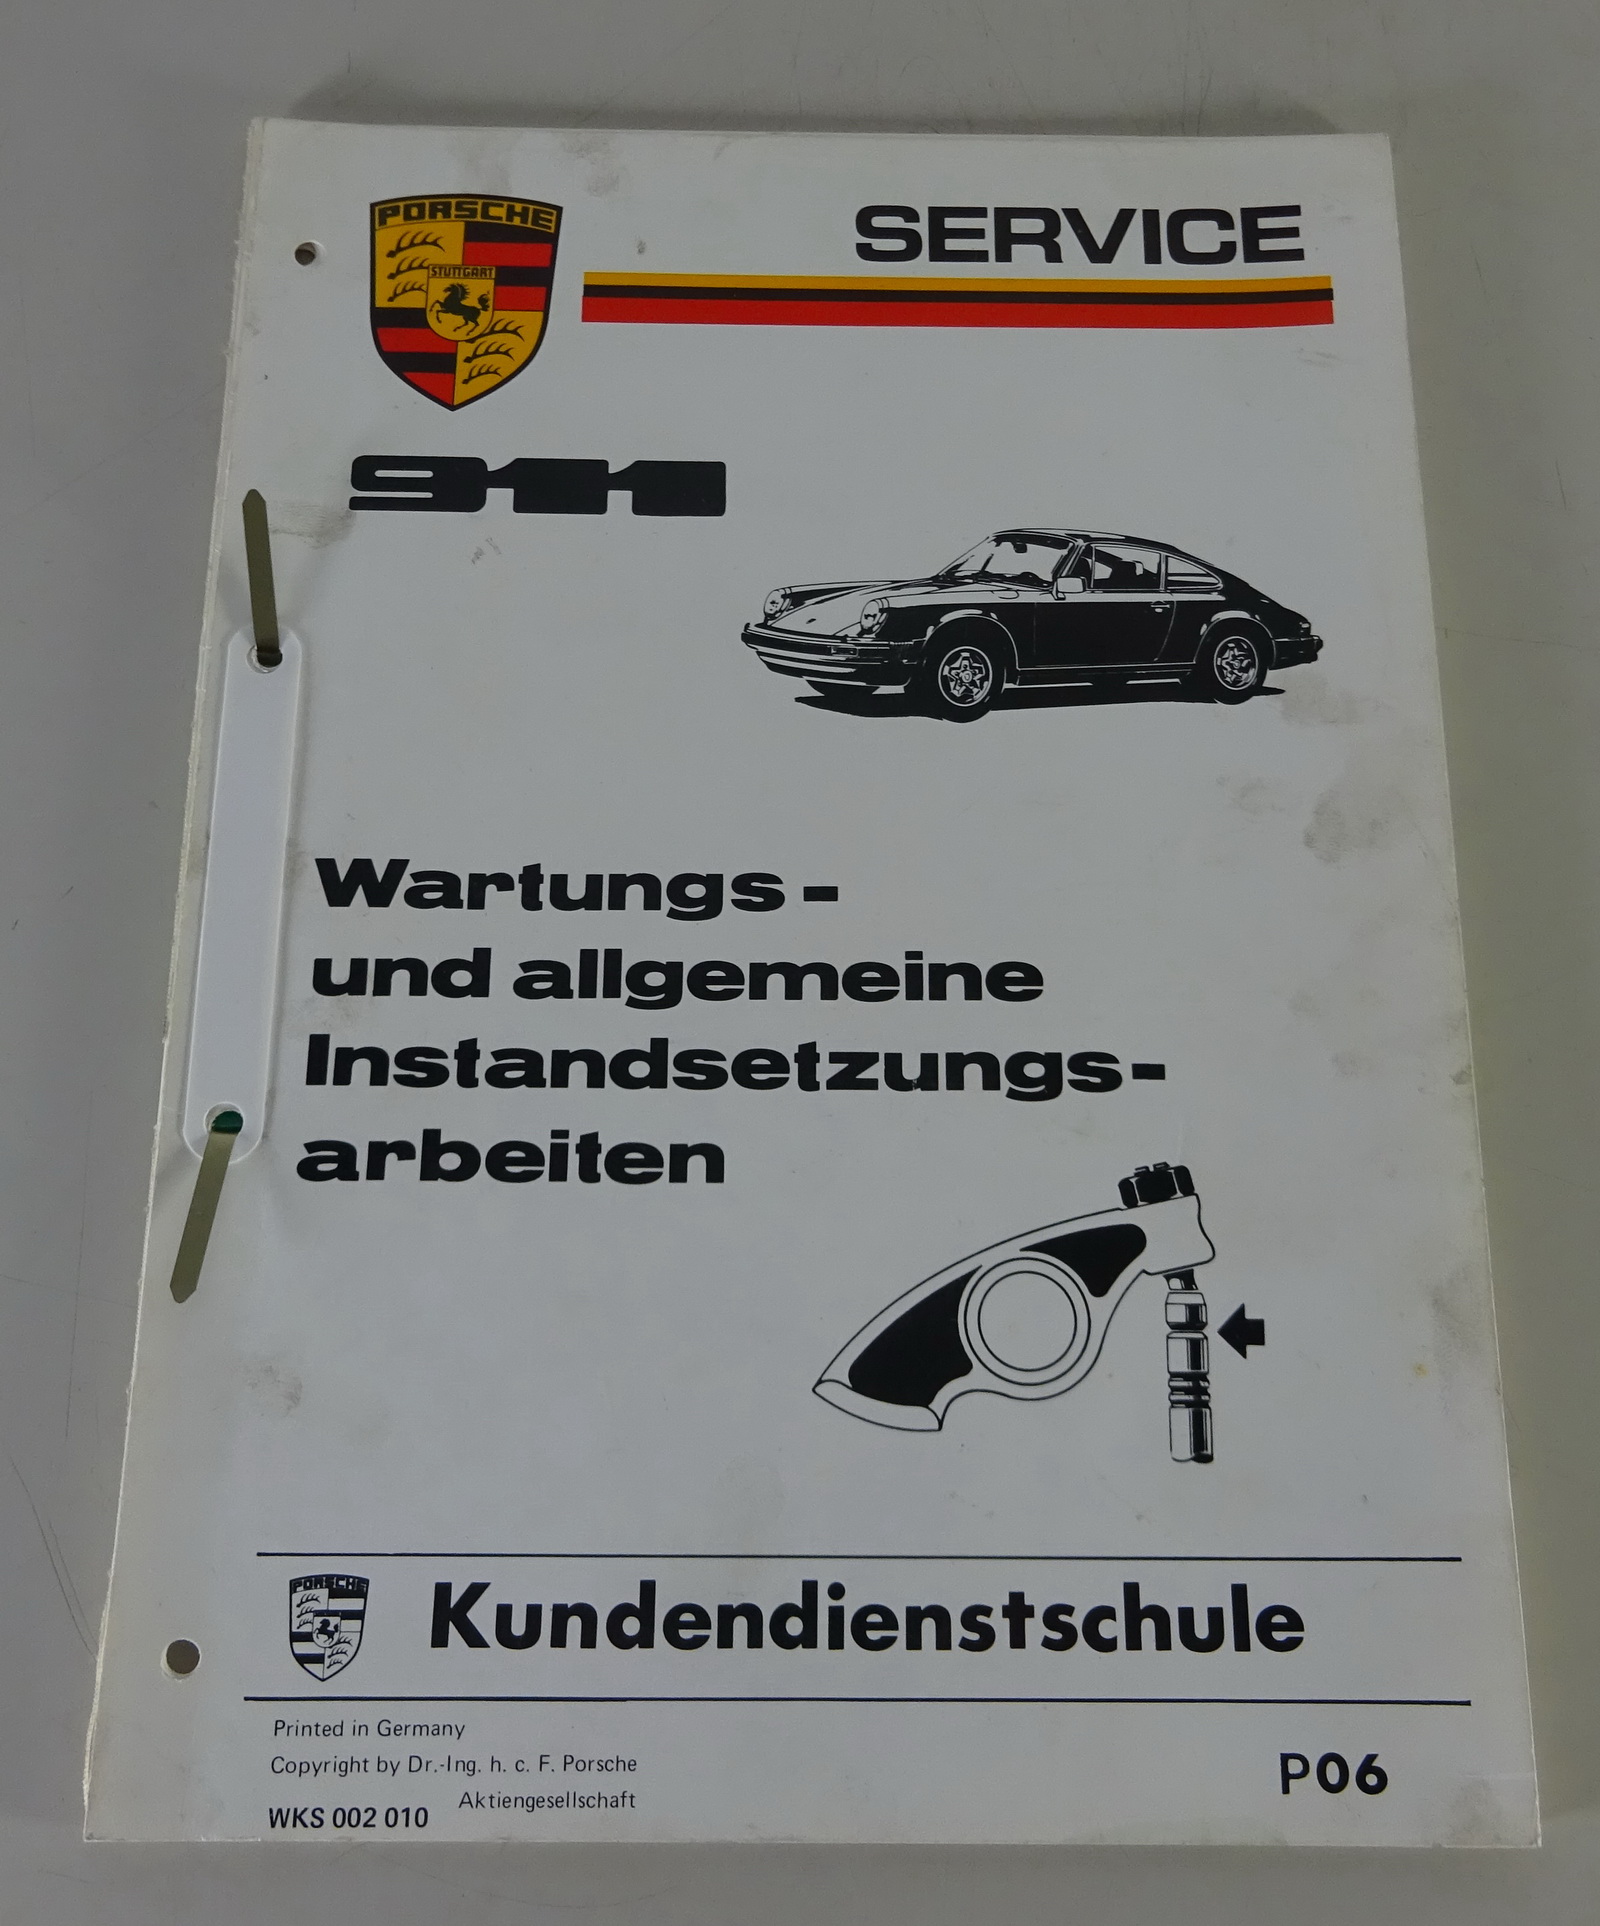 PORSCHE
STUTTGART
SERVICE
911
Wartungs-
und allgemeine
Instandsetzungs-
arbeiten
PORSCHE
Kundendienstschule
Printed in Germany
Copyright by Dr.-Ing. h. c. F. Porsche
Aktiengesellschaft
WKS 002 010
P06